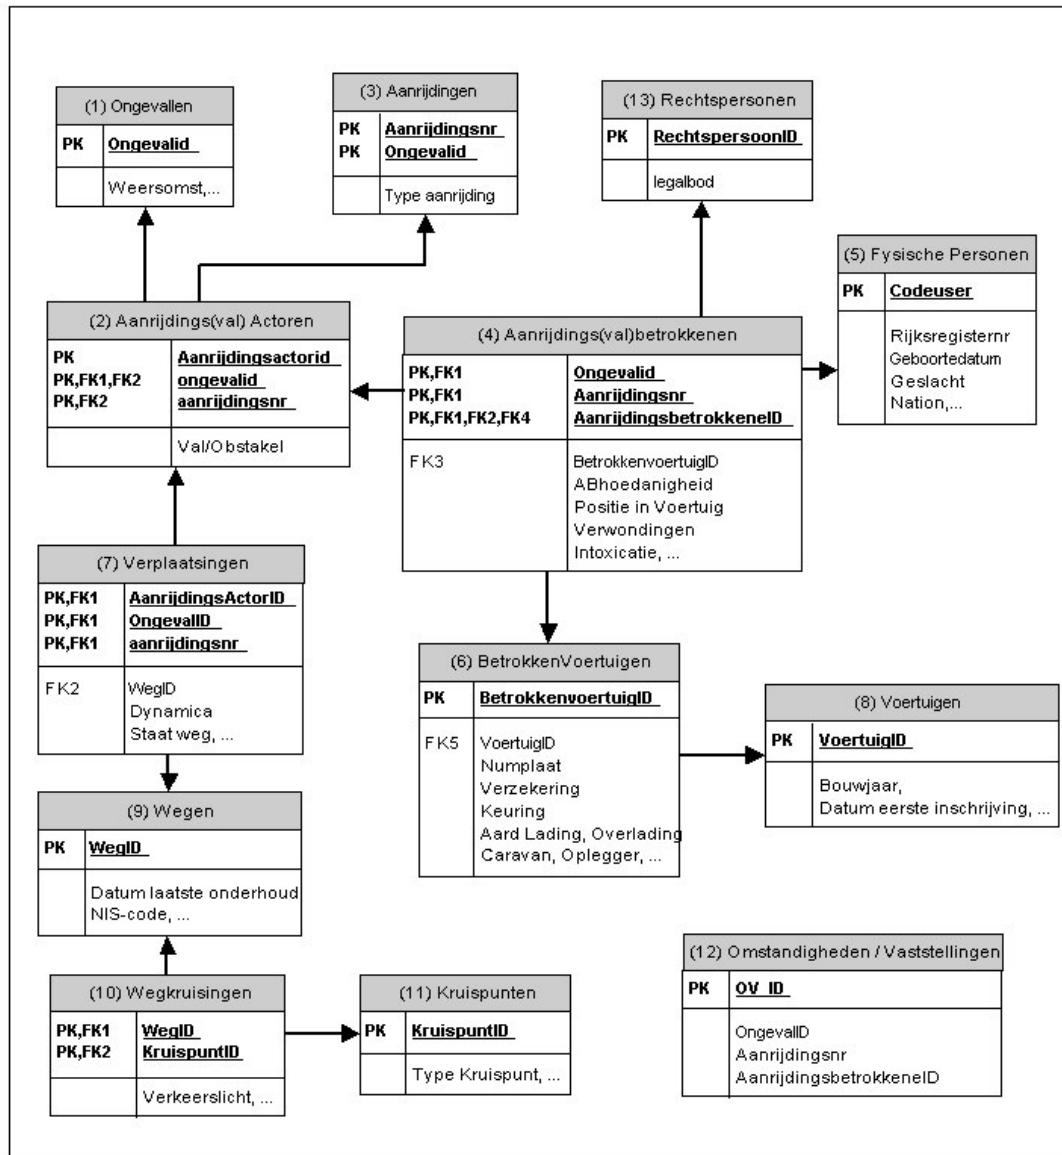 (1) Ongevallen
PK Ongevalid
Weersomst,...
(3) Aanrijdingen
PK Aanrijdingsnr
PK Ongevalid
Type aanrijding
(13) Rechtspersonen
PK RechtspersoonID
legalbod
(5) Fysische Personen
PK Codeuser
Rijksregisternr
Geboortedatum
Geslacht
Nation,...
(2) Aanrijdings(val) Actoren
PK Aanrijdingsactorid
PK,FK1,FK2 ongevalid
PK,FK2 aanrijdingsnr
Val/Obstakel
(4) Aanrijdings(val)betrokkenen
PK,FK1 Ongevalid
PK,FK1 Aanrijdingsnr
PK,FK1,FK2,FK4 AanrijdingsbetrokkeneID
FK3 BetrokkenvoertuigID
ABhoedanigheid
Positie in Voertuig
Verwondingen
Intoxicatie, ...
(7) Verplaatsingen
PK,FK1 AanrijdingsActorID
PK,FK1 OngevalID
PK,FK1 aanrijdingsnr
FK2 WegID
Dynamica
Staat weg, ...
(6) BetrokkenVoertuigen
PK BetrokkenvoertuigID
FK5 VoertuigID
Numplaat
Verzekering
Keuring
Aard Lading, Overlading
Caravan, Oplegger, ...
(8) Voertuigen
PK VoertuigID
Bouwjaar,
Datum eerste inschrijving, ...
(9) Wegen
PK WegID
Datum laatste onderhoud
NIS-code, ...
(10) Wegkruisingen
PK,FK1 WegID
PK,FK2 KruispuntID
Verkeerslicht, ...
(11) Kruispunten
PK KruispuntID
Type Kruispunt, ...
(12) Omstandigheden / Vaststellingen
PK OV_ID
OngevalID
Aanrijdingsnr
AanrijdingsbetrokkeneID